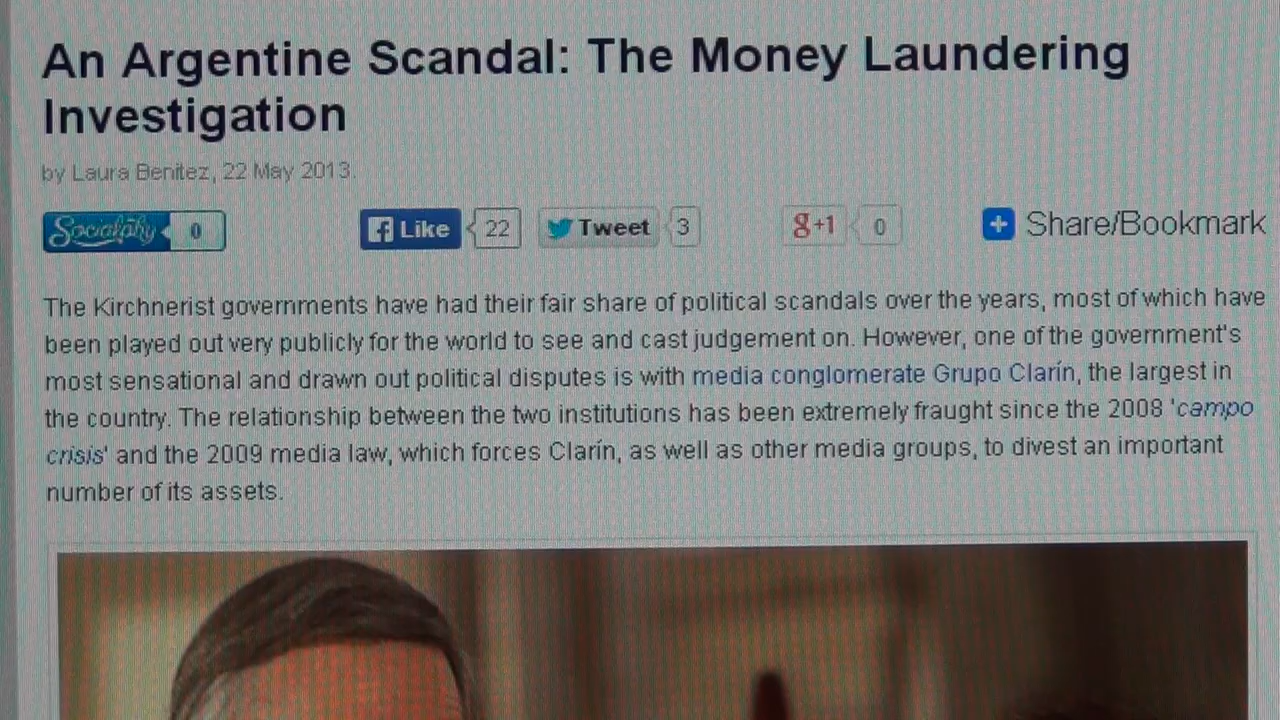 An Argentine Scandal: The Money Laundering
Investigation
by Laura Benitez, 22 May 2013.
Sociably 0 Like 22 Tweet 3 g+1 0 Share/Bookmark
The Kirchnerist governments have had their fair share of political scandals over the years, most of which have
been played out very publicly for the world to see and cast judgement on. However, one of the government's
most sensational and drawn out political disputes is with media conglomerate Grupo Clarín, the largest in
the country. The relationship between the two institutions has been extremely fraught since the 2008 'campo
crisis' and the 2009 media law, which forces Clarín, as well as other media groups, to divest an important
number of its assets.